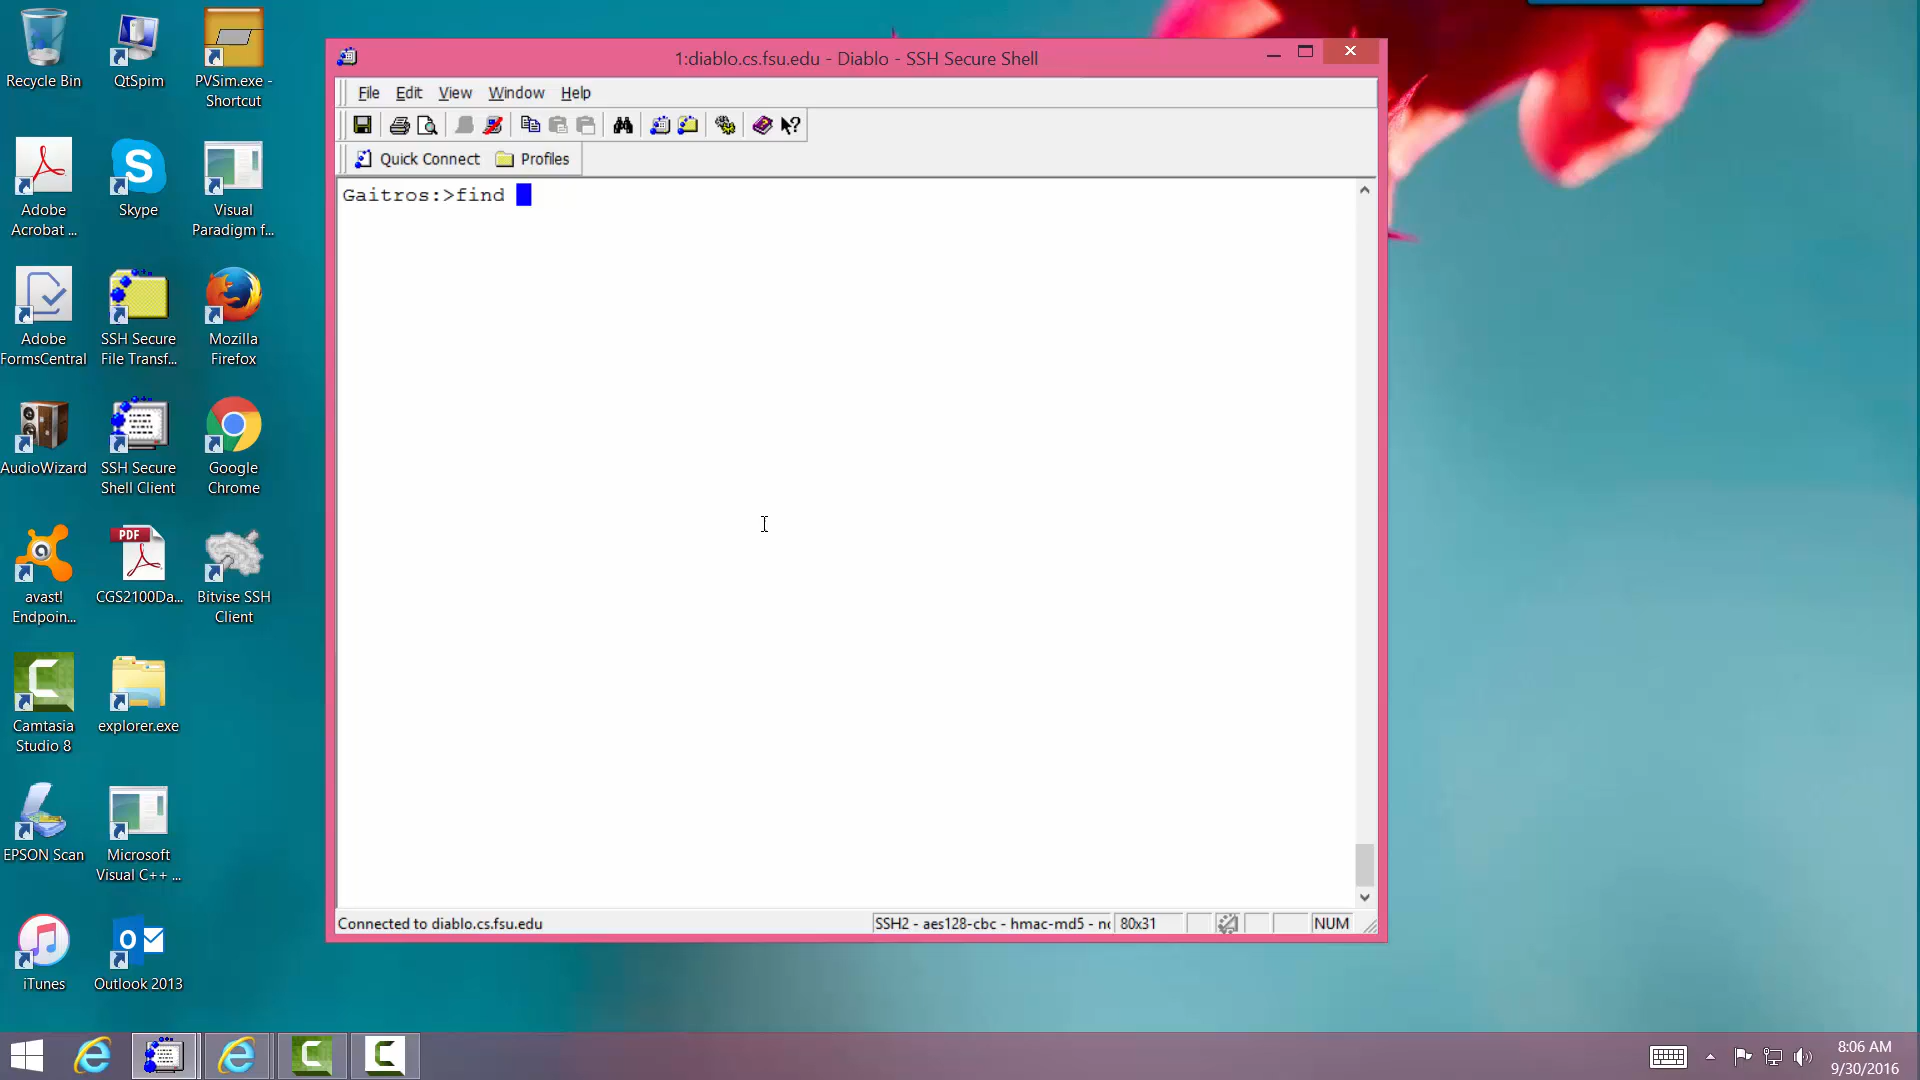 Recycle Bin
QtSpim
PVSim.exe -
Shortcut
Adobe
Acrobat ...
Skype
Visual
Paradigm f...
Adobe
FormsCentral
SSH Secure
File Transf...
Mozilla
Firefox
AudioWizard
SSH Secure
Shell Client
Google
Chrome
avast!
Endpoin...
PDF
CGS2100Da...
Bitvise SSH
Client
Camtasia
Studio 8
explorer.exe
EPSON Scan
Microsoft
Visual C++ ...
iTunes
Outlook 2013
1:diablo.cs.fsu.edu - Diablo - SSH Secure Shell
File Edit View Window Help
Quick Connect Profiles
Gaitros:>find
Connected to diablo.cs.fsu.edu
SSH2 - aes128-cbc - hmac-md5 - nc 80x31 NUM
8:06 AM
9/30/2016